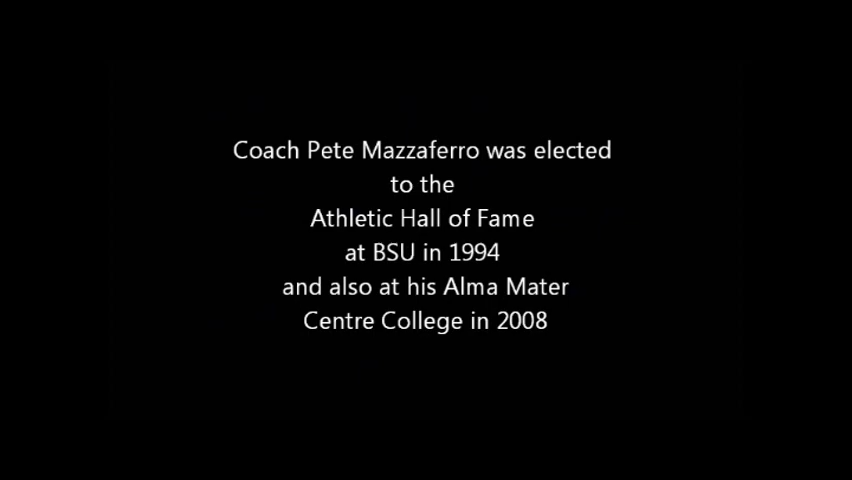 Coach Pete Mazzaferro was elected
to the
Athletic Hall of Fame
at BSU in 1994
and also at his Alma Mater
Centre College in 2008